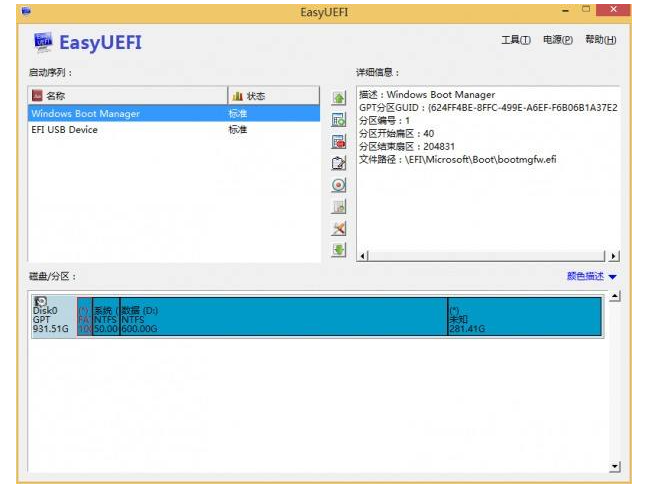 EasyUEFI
EasyUEFI
工具(T) 电源(P) 帮助(H)
启动序列：
详细信息：
名称 状态
Windows Boot Manager 标准
EFI USB Device 标准
描述：Windows Boot Manager
GPT分区GUID：{624FF4BE-8FFC-499E-A6EF-F6B06B1A37E2
分区编号：1
分区开始扇区：40
分区结束扇区：204831
文件路径：\EFI\Microsoft\Boot\bootmgfw.efi
磁盘/分区：
颜色描述
Disk0
GPT
931.51G
(*)
FA
100
系统 (
NTFS
50.00
数据 (D:)
NTFS
600.00G
(*)
未知
281.41G